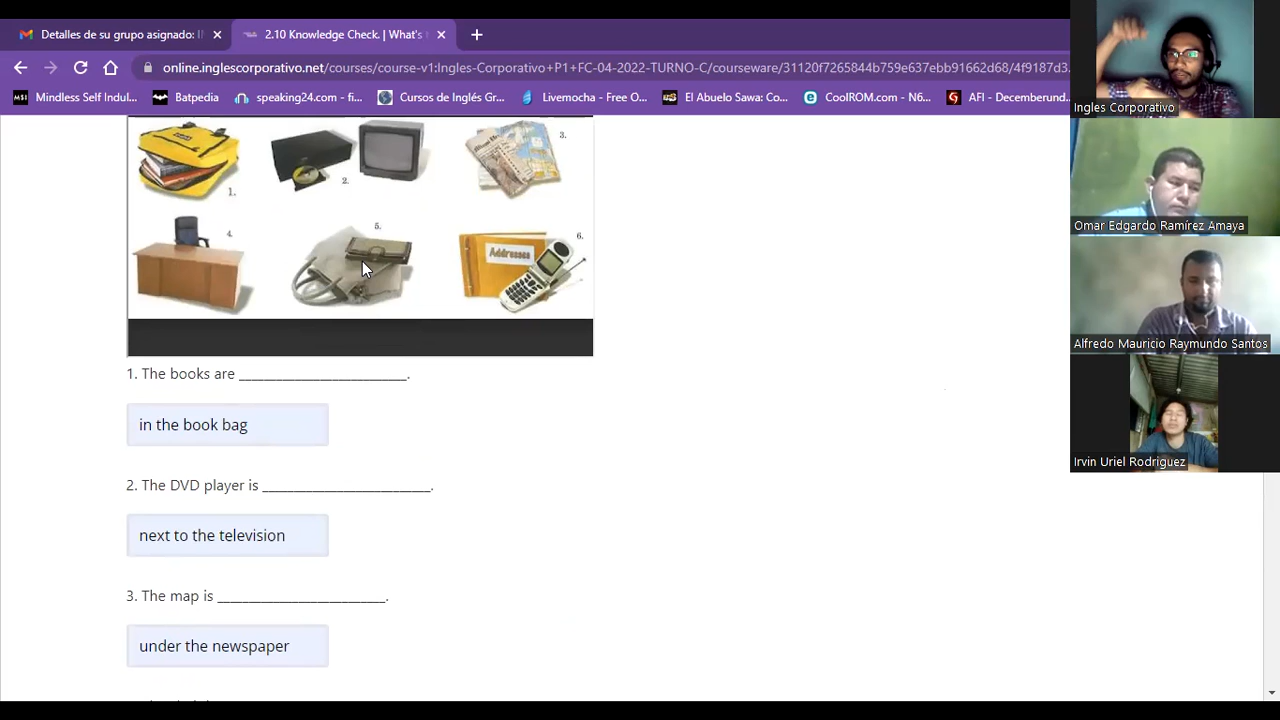 Detalles de su grupo asignado: I
2.10 Knowledge Check. | What's
online.inglescorporativo.net/courses/course-v1:Ingles-Corporativo+P1+FC-04-2022-TURNO-C/courseware/31120f7265844b759e637ebb91662d68/4f9187d3
Mindless Self Indul...
Batpedia
speaking24.com - fi...
Cursos de Inglés Gr...
Livemocha - Free O...
El Abuelo Sawa: Co...
CoolROM.com - N6...
AFI - Decemberund...
Ingles Corporativo
Omar Edgardo Ramírez Amaya
Alfredo Mauricio Raymundo Santos
Irvin Uriel Rodriguez
1.
2.
3.
4.
5.
6.
Addresses
1. The books are ________________________.
in the book bag
2. The DVD player is ________________________.
next to the television
3. The map is ________________________.
under the newspaper